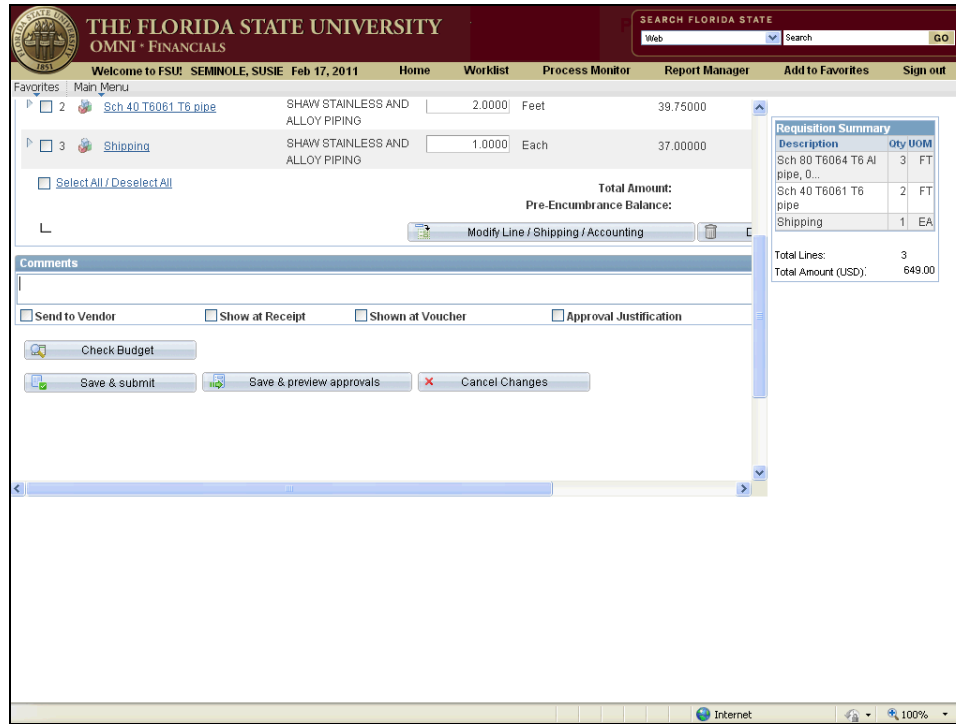 THE FLORIDA STATE UNIVERSITY
OMNI * FINANCIALS
SEARCH FLORIDA STATE
Web Search GO
1851
Welcome to FSU! SEMINOLE, SUSIE Feb 17, 2011 Home Worklist Process Monitor Report Manager Add to Favorites Sign out
Favorites Main Menu
2 Sch 40 T6061 T6 pipe SHAW STAINLESS AND ALLOY PIPING 2.0000 Feet 39.75000
3 Shipping SHAW STAINLESS AND ALLOY PIPING 1.0000 Each 37.00000
Select All / Deselect All
Total Amount:
Pre-Encumbrance Balance:
Modify Line / Shipping / Accounting
Requisition Summary
Description Qty UOM
Sch 80 T6064 T6 Al pipe, 0... 3 FT
Sch 40 T6061 T6 pipe 2 FT
Shipping 1 EA
Total Lines: 3
Total Amount (USD): 649.00
Comments
Send to Vendor Show at Receipt Shown at Voucher Approval Justification
Check Budget
Save & submit Save & preview approvals Cancel Changes
Internet 100%